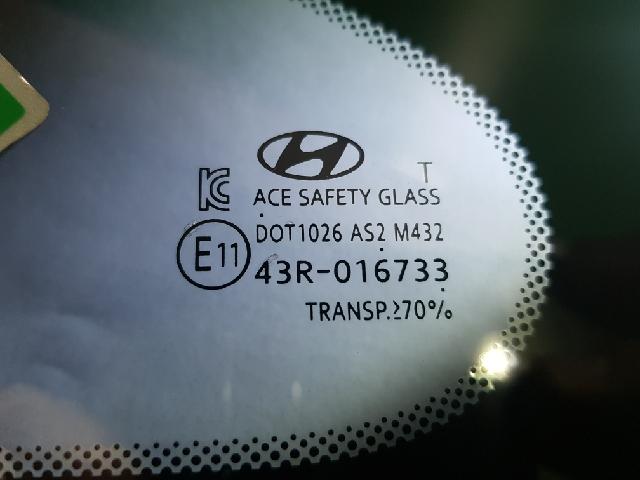 T
KC ACE SAFETY GLASS
DOT1026 AS2 M432
E11 43R-016733
TRANSP.≥70%